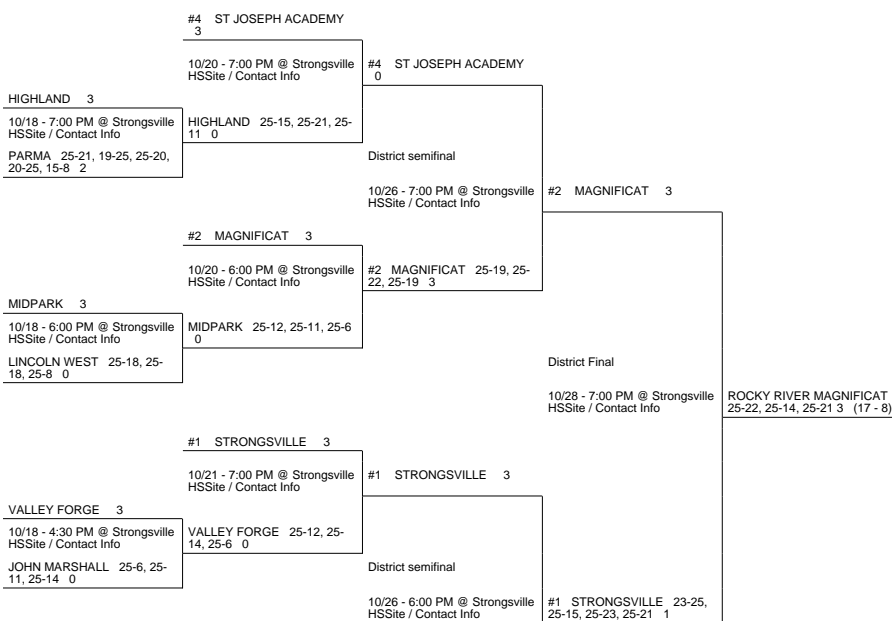 #4 ST JOSEPH ACADEMY
3
10/20 - 7:00 PM @ Strongsville
HSSite / Contact Info
#4 ST JOSEPH ACADEMY
0
HIGHLAND 3
10/18 - 7:00 PM @ Strongsville
HSSite / Contact Info
HIGHLAND 25-15, 25-21, 25-
11 0
PARMA 25-21, 19-25, 25-20,
20-25, 15-8 2
District semifinal
10/26 - 7:00 PM @ Strongsville
HSSite / Contact Info
#2 MAGNIFICAT 3
#2 MAGNIFICAT 3
10/20 - 6:00 PM @ Strongsville
HSSite / Contact Info
#2 MAGNIFICAT 25-19, 25-
22, 25-19 3
MIDPARK 3
10/18 - 6:00 PM @ Strongsville
HSSite / Contact Info
MIDPARK 25-12, 25-11, 25-6
0
LINCOLN WEST 25-18, 25-
18, 25-8 0
District Final
10/28 - 7:00 PM @ Strongsville
HSSite / Contact Info
ROCKY RIVER MAGNIFICAT
25-22, 25-14, 25-21 3 (17 - 8)
#1 STRONGSVILLE 3
10/21 - 7:00 PM @ Strongsville
HSSite / Contact Info
#1 STRONGSVILLE 3
VALLEY FORGE 3
10/18 - 4:30 PM @ Strongsville
HSSite / Contact Info
VALLEY FORGE 25-12, 25-
14, 25-6 0
JOHN MARSHALL 25-6, 25-
11, 25-14 0
District semifinal
10/26 - 6:00 PM @ Strongsville
HSSite / Contact Info
#1 STRONGSVILLE 23-25,
25-15, 25-23, 25-21 1